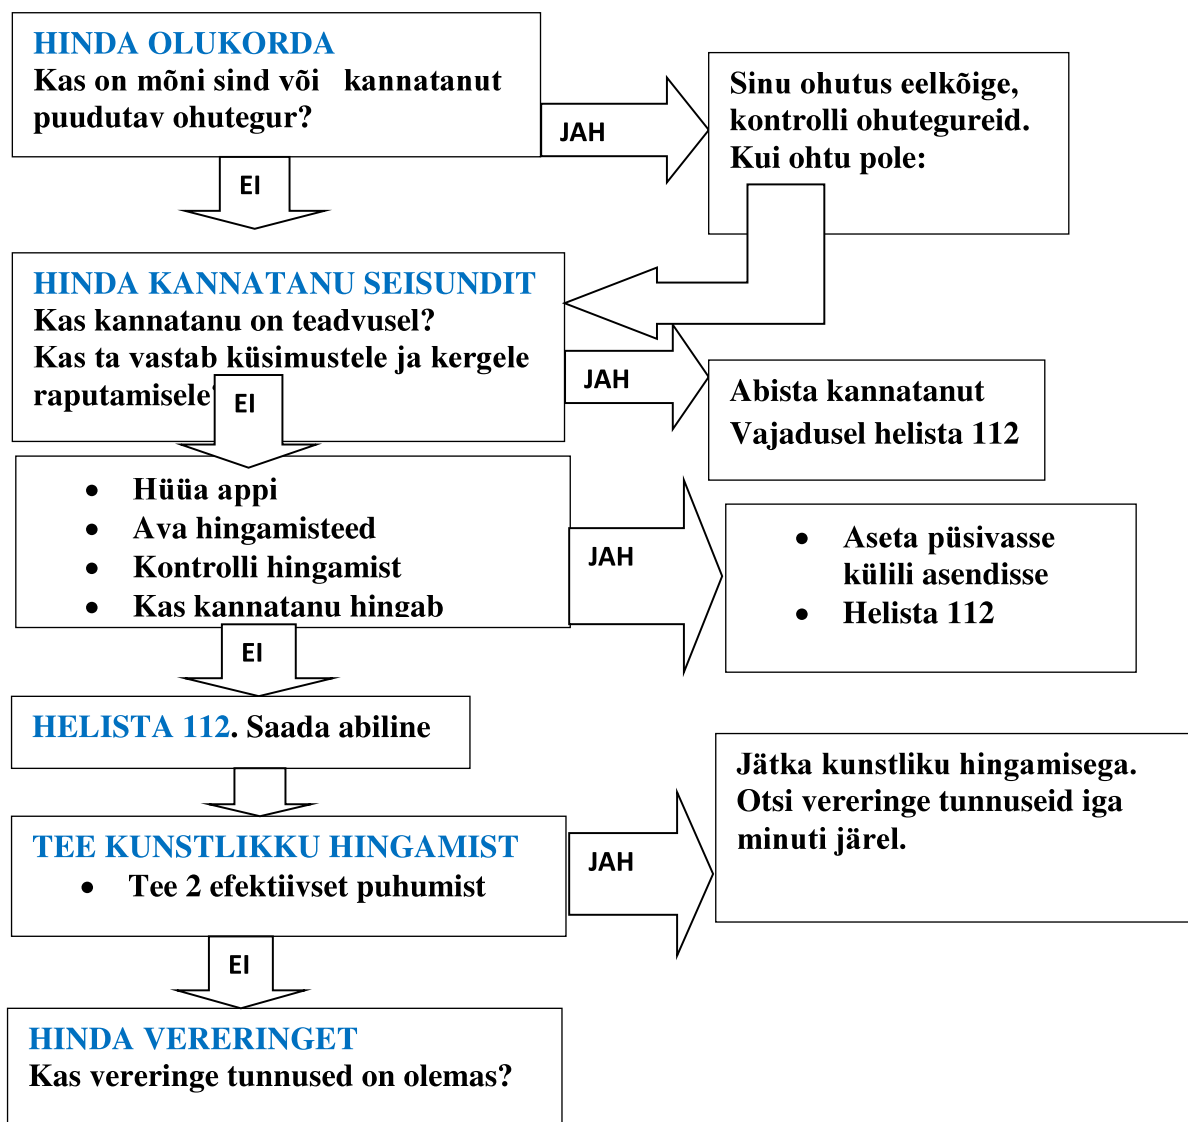 HINDA OLUKORDA
Kas on mõni sind või kannatanut
puudutav ohutegur?
JAH
Sinu ohutus eelkõige,
kontrolli ohutegureid.
Kui ohtu pole:
EI
HINDA KANNATANU SEISUNDIT
Kas kannatanu on teadvusel?
Kas ta vastab küsimustele ja kergele
raputamisele?
JAH
Abista kannatanut
Vajadusel helista 112
EI
• Hüüa appi
• Ava hingamisteed
• Kontrolli hingamist
• Kas kannatanu hingab
JAH
• Aseta püsivasse
külili asendisse
• Helista 112
EI
HELISTA 112. Saada abiline
TEE KUNSTLIKKU HINGAMIST
• Tee 2 efektiivset puhumist
JAH
Jätka kunstliku hingamisega.
Otsi vereringe tunnuseid iga
minuti järel.
EI
HINDA VERERINGET
Kas vereringe tunnused on olemas?